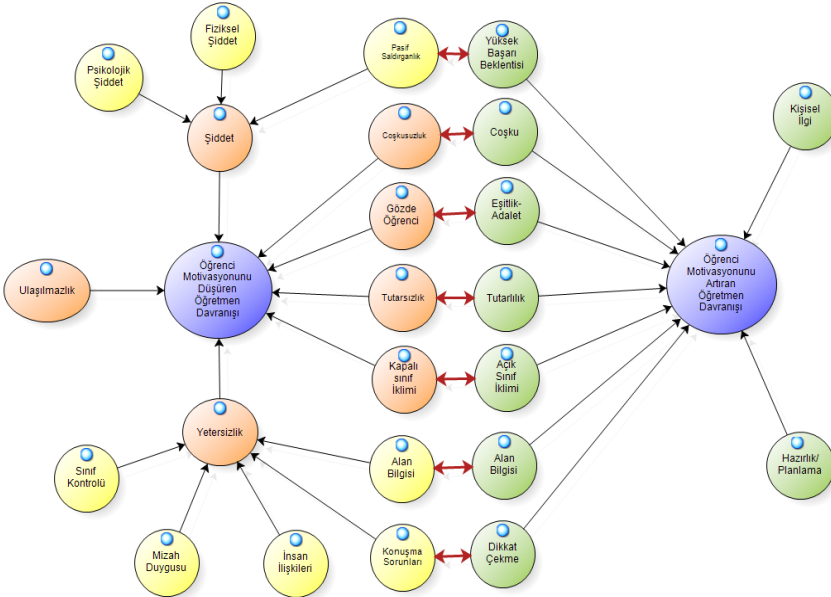 Fiziksel
Şiddet
Psikolojik
Şiddet
Şiddet
Pasif
Saldırganlık
Yüksek
Başarı
Beklentisi
Kişisel
İlgi
Coşkusuzluk
Coşku
Gözde
Öğrenci
Eşitlik-
Adalet
Ulaşılmazlık
Öğrenci
Motivasyonunu
Düşüren
Öğretmen
Davranışı
Tutarsızlık
Tutarlılık
Öğrenci
Motivasyonunu
Artıran
Öğretmen
Davranışı
Kapalı
sınıf
İklimi
Açık
Sınıf
İklimi
Yetersizlik
Sınıf
Kontrolü
Alan
Bilgisi
Alan
Bilgisi
Hazırlık/
Planlama
Mizah
Duygusu
İnsan
İlişkileri
Konuşma
Sorunları
Dikkat
Çekme